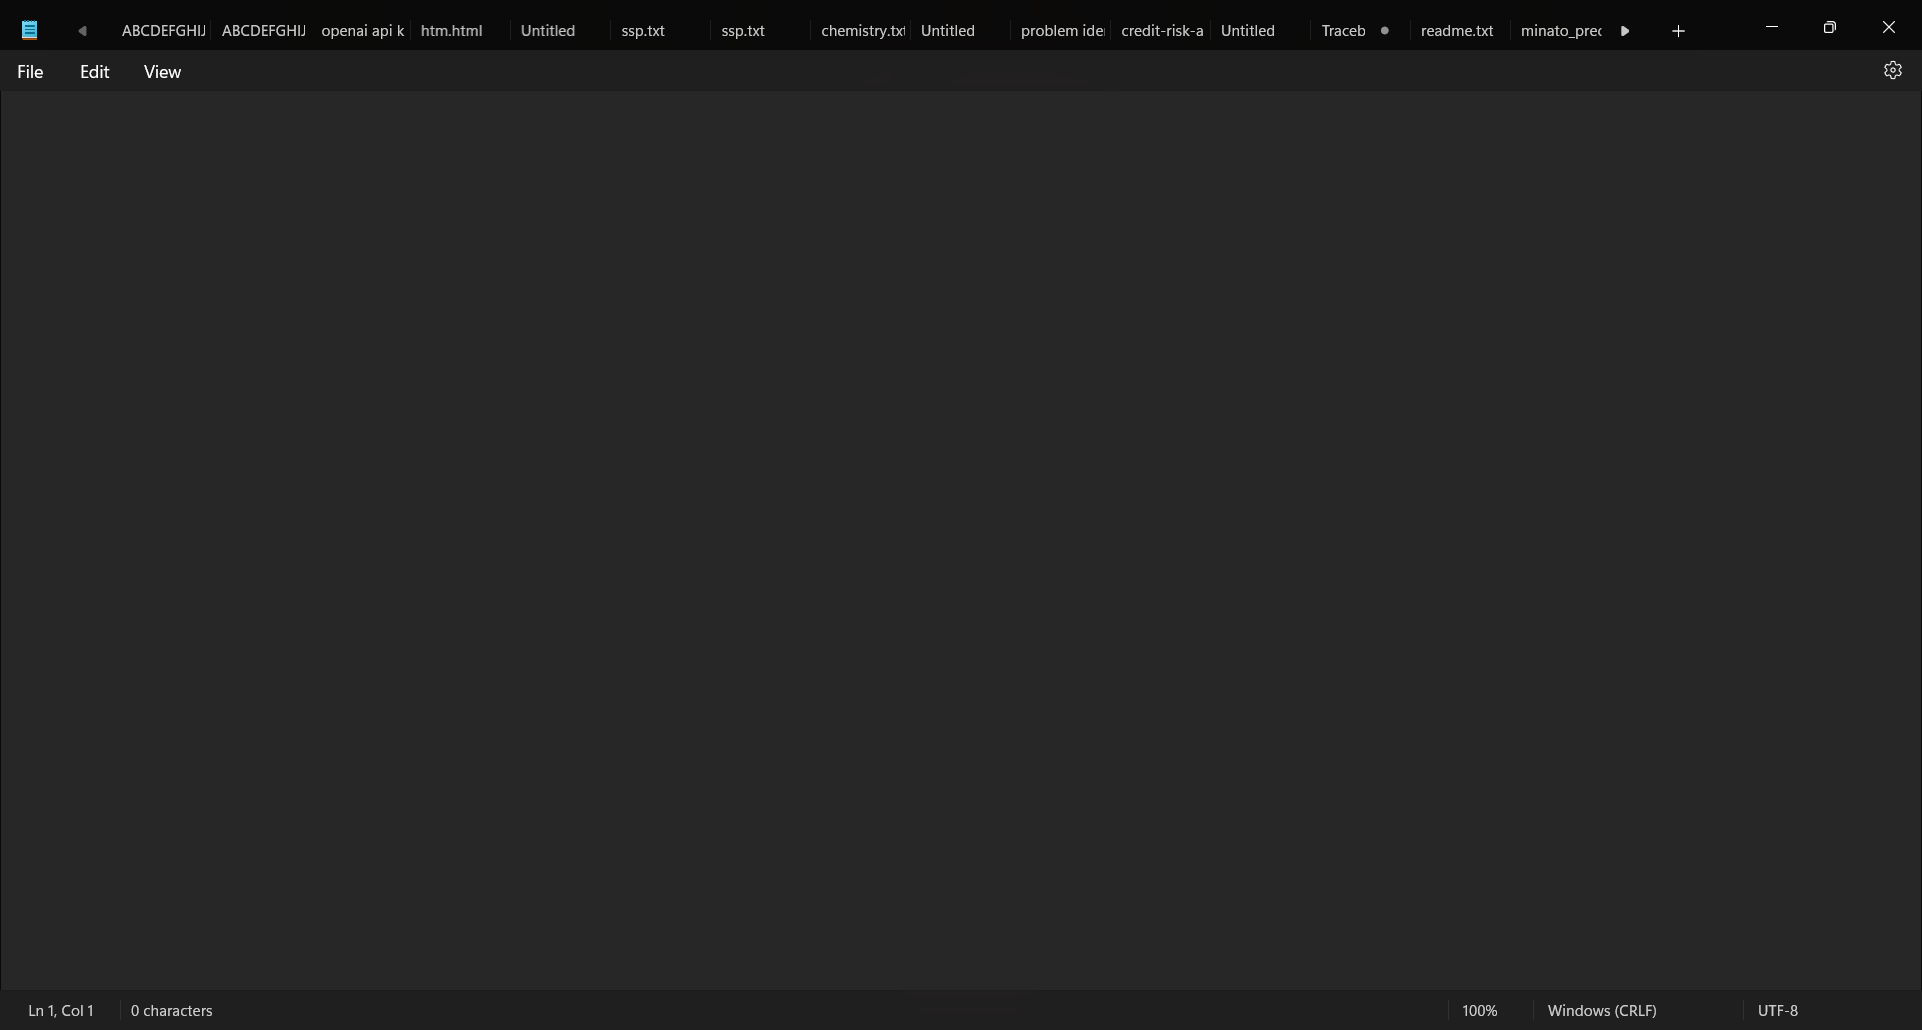 ABCDEFGHIJ ABCDEFGHIJ openai api k htm.html Untitled ssp.txt ssp.txt chemistry.txt Untitled problem ide credit-risk-a Untitled Traceb readme.txt minato_prec
File Edit View
Ln 1, Col 1 0 characters 100% Windows (CRLF) UTF-8